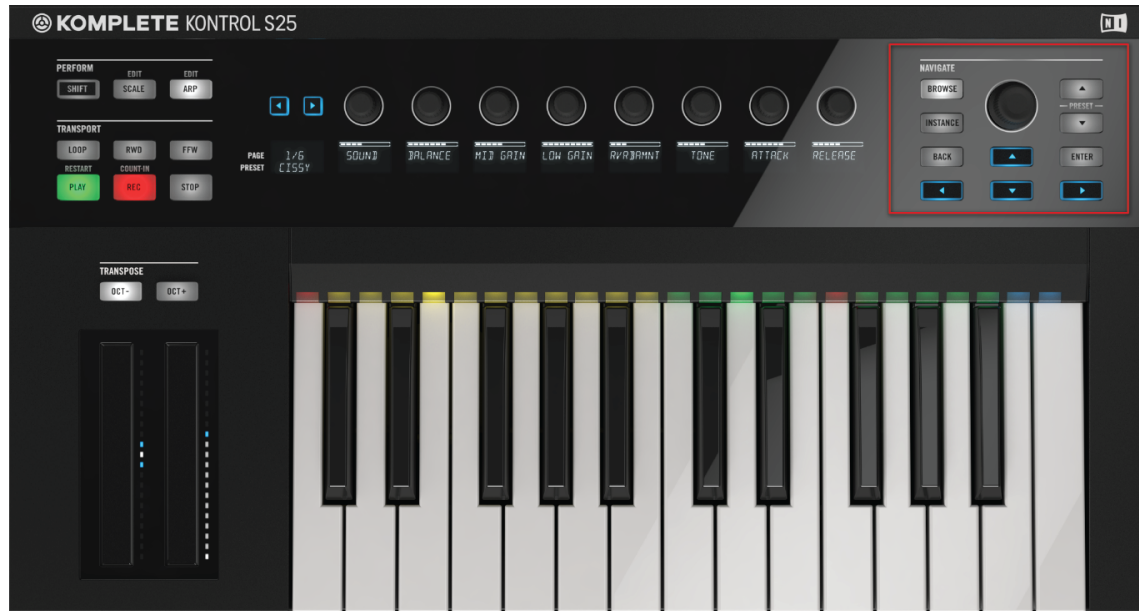 KOMPLETE KONTROL S25
NI
PERFORM
EDIT EDIT
SHIFT SCALE ARP
TRANSPORT
LOOP RWD FFW
RESTART COUNT-IN
PLAY REC STOP
PAGE 1/6
PRESET CISSY
SOUND BALANCE MID GAIN LOW GAIN RVRBAMNT TONE ATTACK RELEASE
NAVIGATE
BROWSE
PRESET
INSTANCE
BACK ENTER
TRANSPOSE
OCT- OCT+